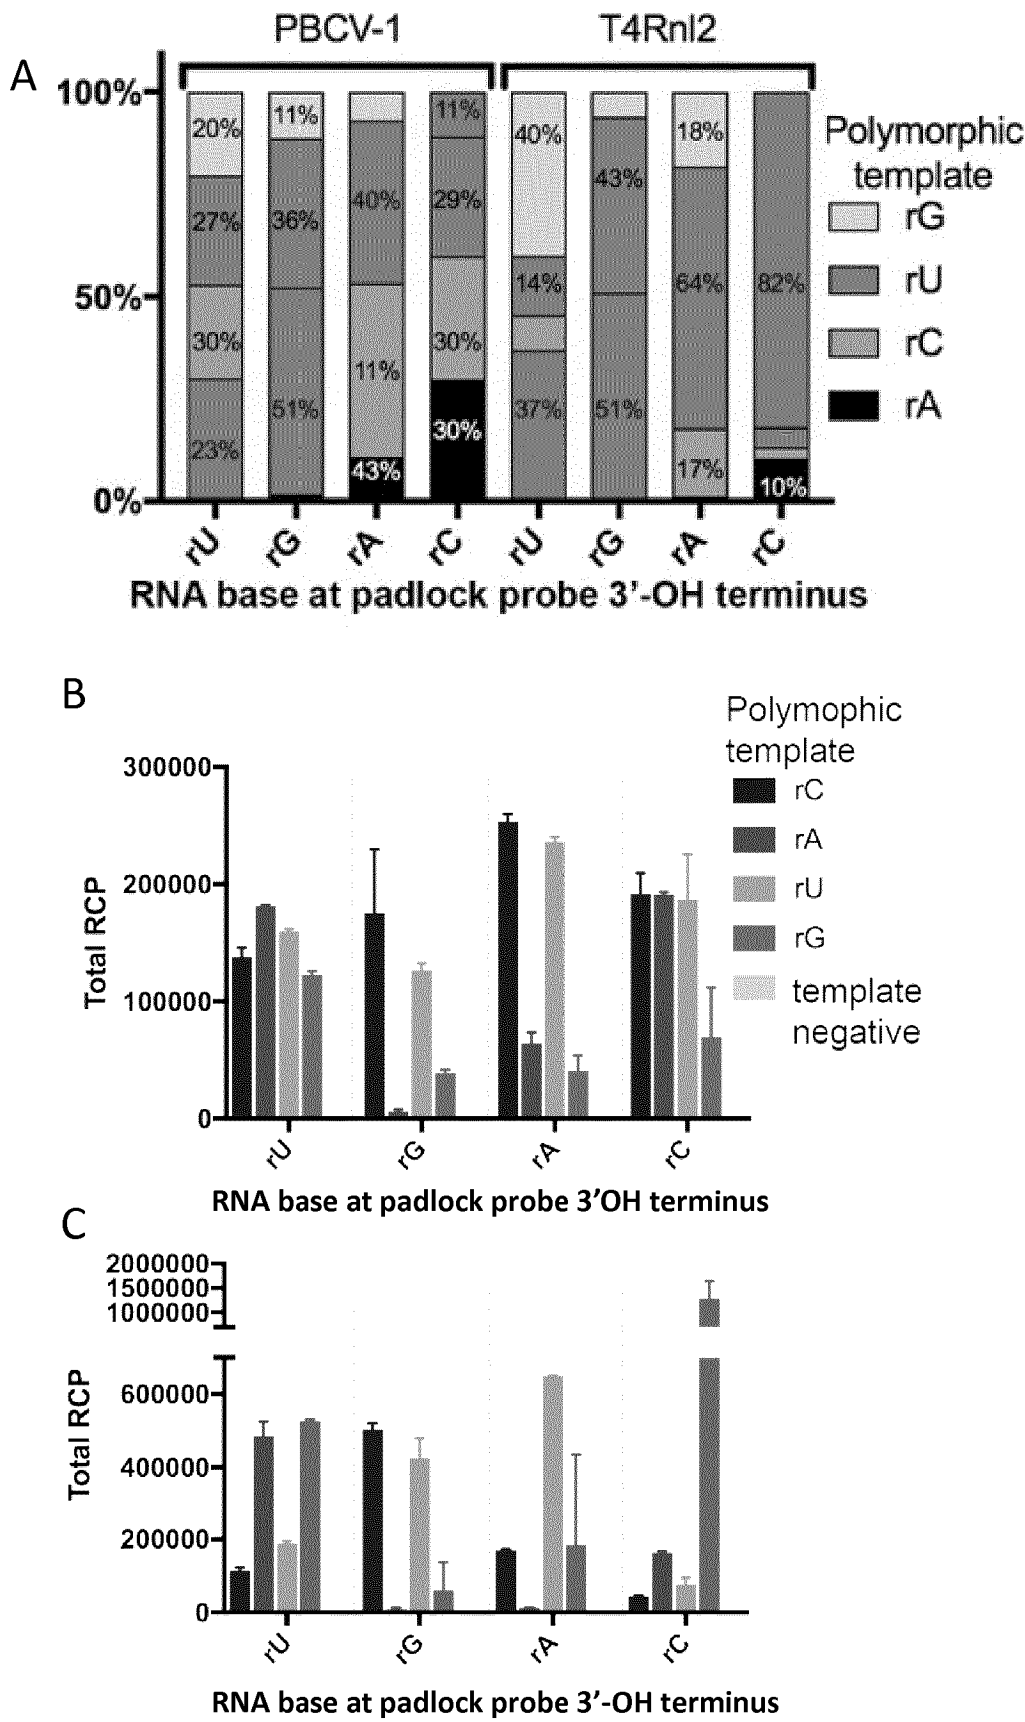 PBCV-1 T4Rnl2
A
100%
50%
0%
20% 27% 30% 23%
11% 36% 51%
40% 11% 43%
11% 29% 30% 30%
40% 14% 37%
43% 51%
18% 64% 17%
82% 10%
Polymorphic
template
rG
rU
rC
rA
rU rG rA rC rU rG rA rC
RNA base at padlock probe 3'-OH terminus
B
Polymophic
template
rC
rA
rU
rG
template
negative
Total RCP
300000
200000
100000
0
rU rG rA rC
RNA base at padlock probe 3'OH terminus
C
Total RCP
2000000
1500000
1000000
600000
400000
200000
0
rU rG rA rC
RNA base at padlock probe 3'-OH terminus